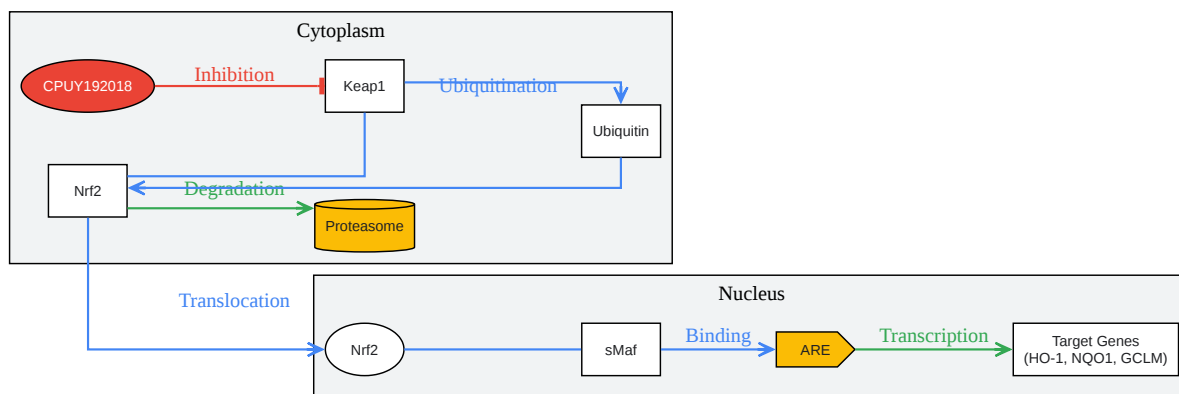 Cytoplasm
CPUY192018
Inhibition
Keap1
Ubiquitination
Ubiquitin
Nrf2
Degradation
Proteasome
Translocation
Nucleus
Nrf2
sMaf
Binding
ARE
Transcription
Target Genes
(HO-1, NQO1, GCLM)